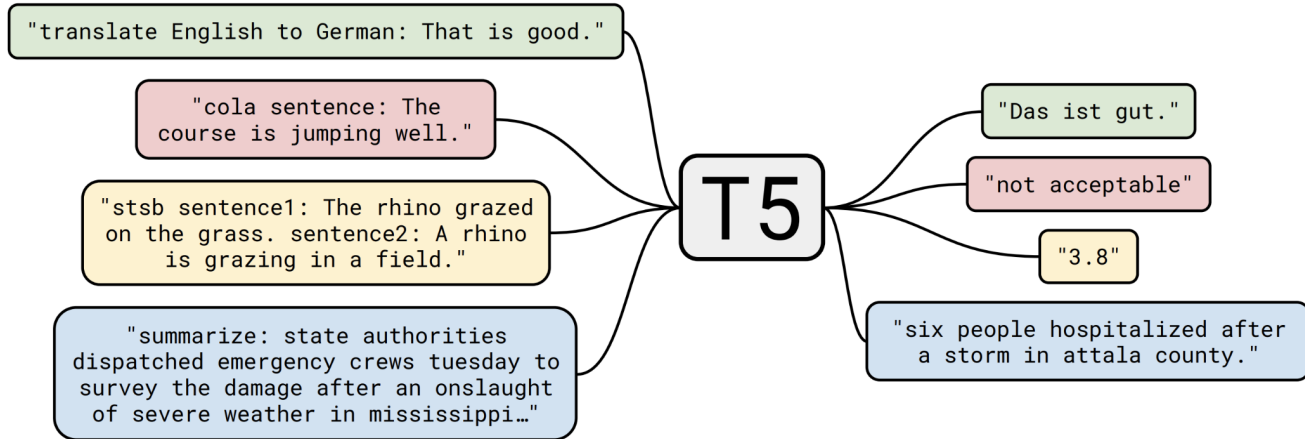 "translate English to German: That is good."
"cola sentence: The
course is jumping well."
"stsb sentence1: The rhino grazed
on the grass. sentence2: A rhino
is grazing in a field."
"summarize: state authorities
dispatched emergency crews tuesday to
survey the damage after an onslaught
of severe weather in mississippi…"
T5
"Das ist gut."
"not acceptable"
"3.8"
"six people hospitalized after
a storm in attala county."